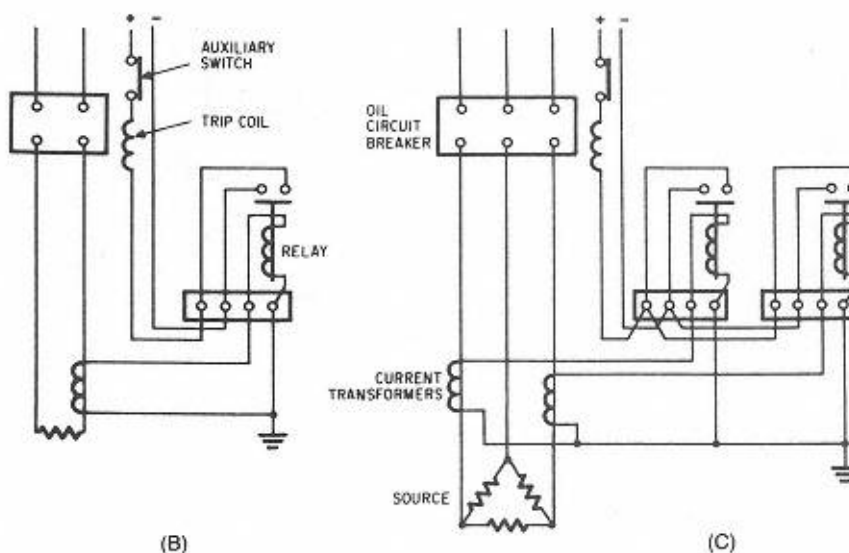 + −
AUXILIARY
SWITCH
TRIP COIL
RELAY
(B)
+ −
OIL
CIRCUIT
BREAKER
CURRENT
TRANSFORMERS
SOURCE
(C)